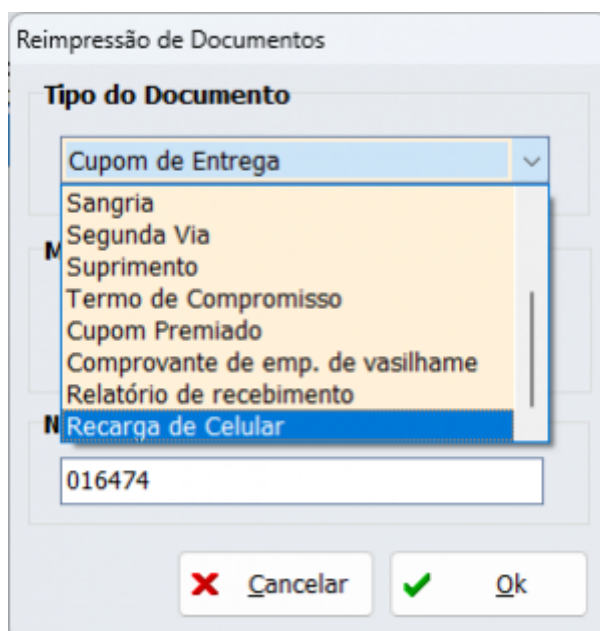 Reimpressão de Documentos
Tipo do Documento
Cupom de Entrega
Sangria
Segunda Via
M
Suprimento
Termo de Compromisso
Cupom Premiado
Comprovante de emp. de vasilhame
Relatório de recebimento
N
Recarga de Celular
016474
Cancelar
Ok